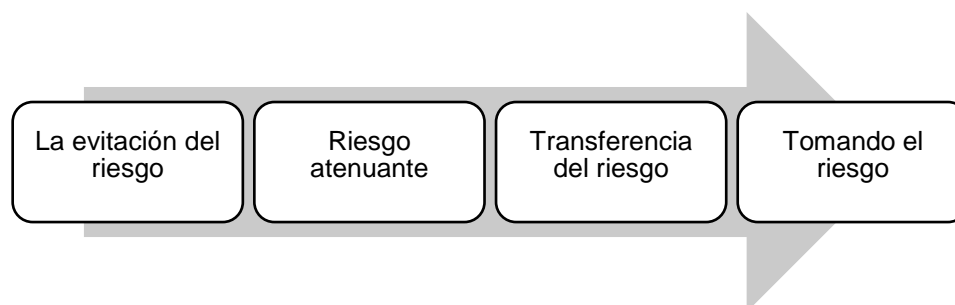 La evitación del
riesgo
Riesgo
atenuante
Transferencia
del riesgo
Tomando el
riesgo